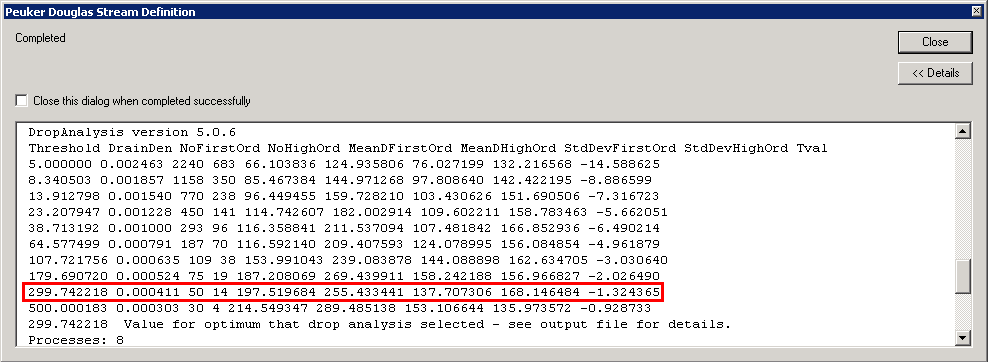 Peuker Douglas Stream Definition
Completed
Close
<< Details
Close this dialog when completed successfully
DropAnalysis version 5.0.6
Threshold DrainDen NoFirstOrd NoHighOrd MeanDFirstOrd MeanDHighOrd StdDevFirstOrd StdDevHighOrd Tval
5.000000 0.002463 2240 683 66.103836 124.935806 76.027199 132.216568 -14.588625
8.340503 0.001857 1158 350 85.467384 144.971268 97.808640 142.422195 -8.886599
13.912798 0.001540 770 238 96.449455 159.728210 103.430626 151.690506 -7.316723
23.207947 0.001228 450 141 114.742607 182.002914 109.602211 158.783463 -5.662051
38.713192 0.001000 293 96 116.358841 211.537094 107.481842 166.852936 -6.490214
64.577499 0.000791 187 70 116.592140 209.407593 124.078995 156.084854 -4.961879
107.721756 0.000635 109 38 153.991043 239.083878 144.088898 162.634705 -3.030640
179.690720 0.000524 75 19 187.208069 269.439911 158.242188 156.966827 -2.026490
299.742218 0.000411 50 14 197.519684 255.433441 137.707306 168.146484 -1.324365
500.000183 0.000303 30 4 214.549347 289.485138 153.106644 135.973572 -0.928733
299.742218  Value for optimum that drop analysis selected - see output file for details.
Processes: 8